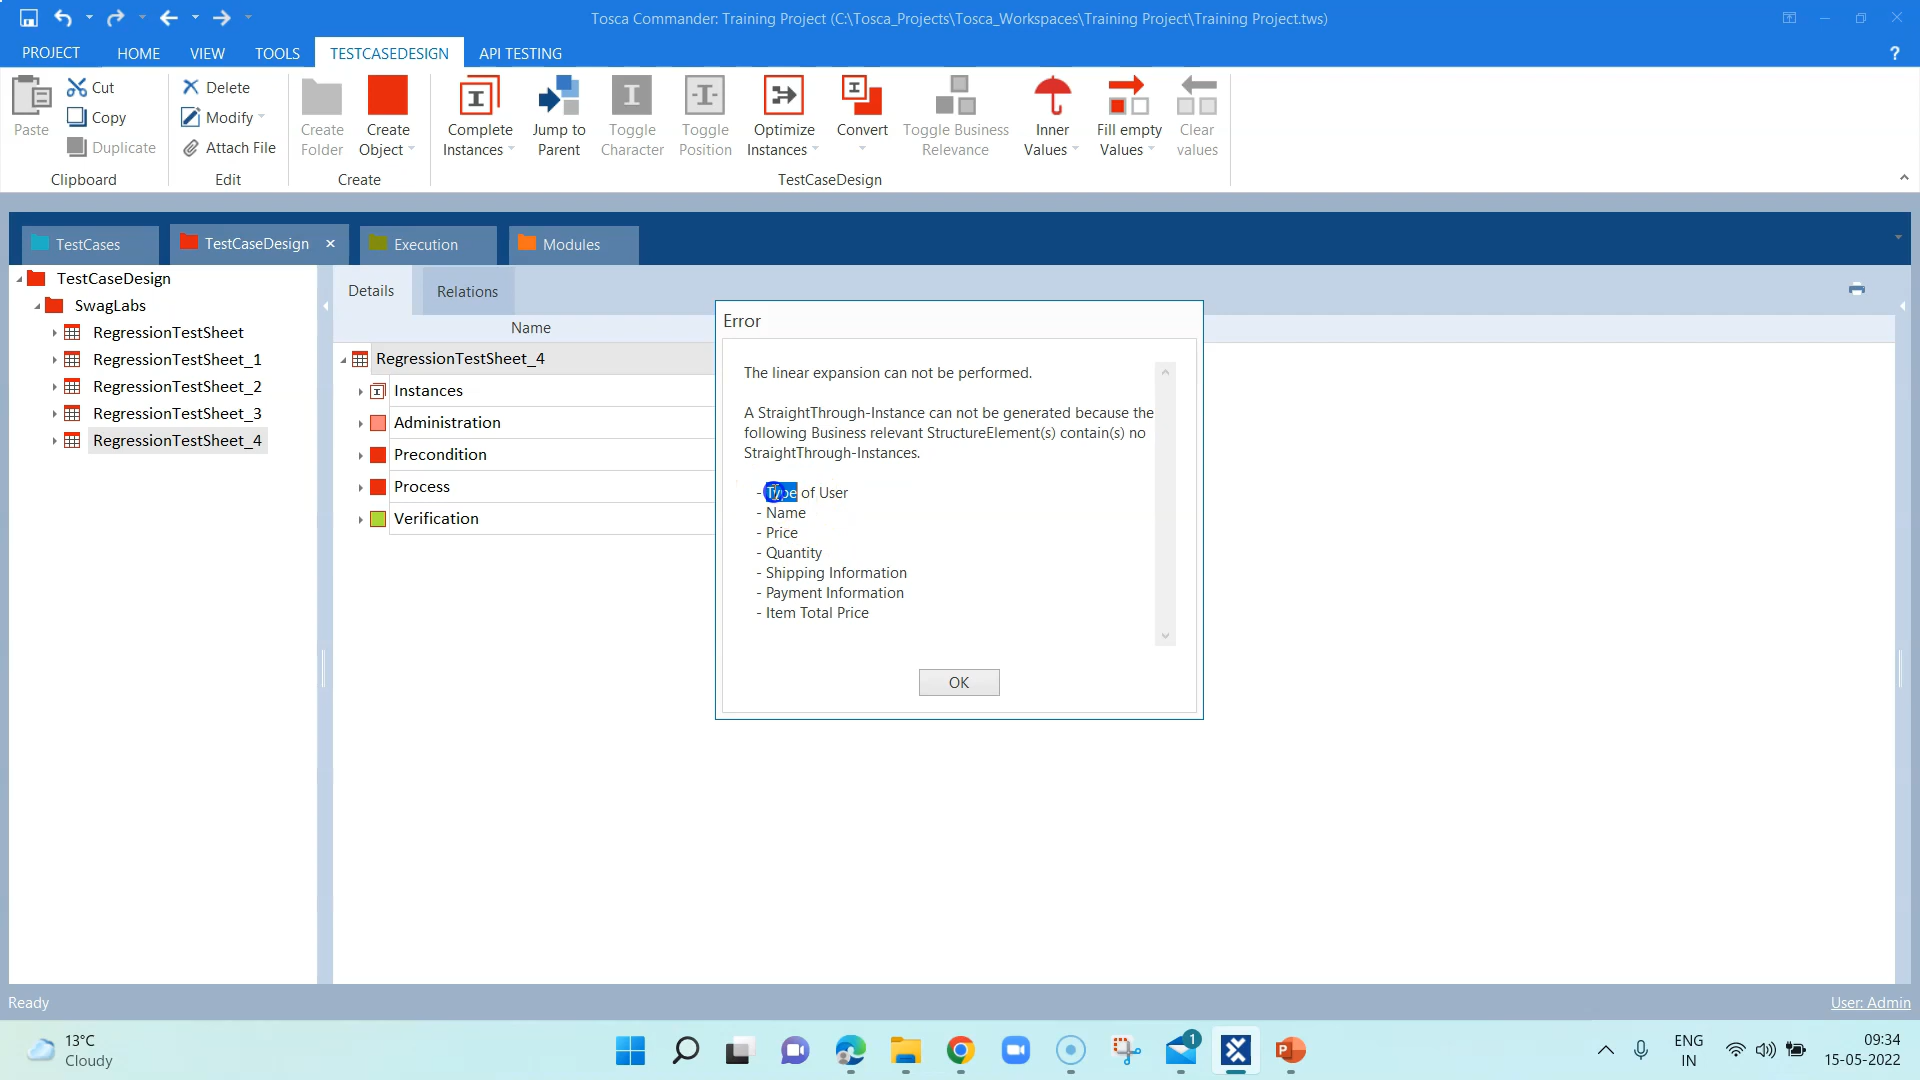 Tosca Commander: Training Project (C:\Tosca_Projects\Tosca_Workspaces\Training Project\Training Project.tws)
PROJECT HOME VIEW TOOLS TESTCASEDESIGN API TESTING ?
Paste Cut Copy Duplicate
Clipboard
Delete Modify Attach File
Edit
Create Folder
Create Object
Create
Complete Instances
Jump to Parent
Toggle Character
Toggle Position
Optimize Instances
Convert
Toggle Business Relevance
Inner Values
Fill empty Values
Clear values
TestCaseDesign
TestCases TestCaseDesign Execution Modules
TestCaseDesign
SwagLabs
RegressionTestSheet
RegressionTestSheet_1
RegressionTestSheet_2
RegressionTestSheet_3
RegressionTestSheet_4
Details Relations
Name
RegressionTestSheet_4
Instances
Administration
Precondition
Process
Verification
Error
The linear expansion can not be performed.
A StraightThrough-Instance can not be generated because the
following Business relevant StructureElement(s) contain(s) no
StraightThrough-Instances.
- Type of User
- Name
- Price
- Quantity
- Shipping Information
- Payment Information
- Item Total Price
OK
Ready
User: Admin
13°C
Cloudy
1
ENG
IN
09:34
15-05-2022